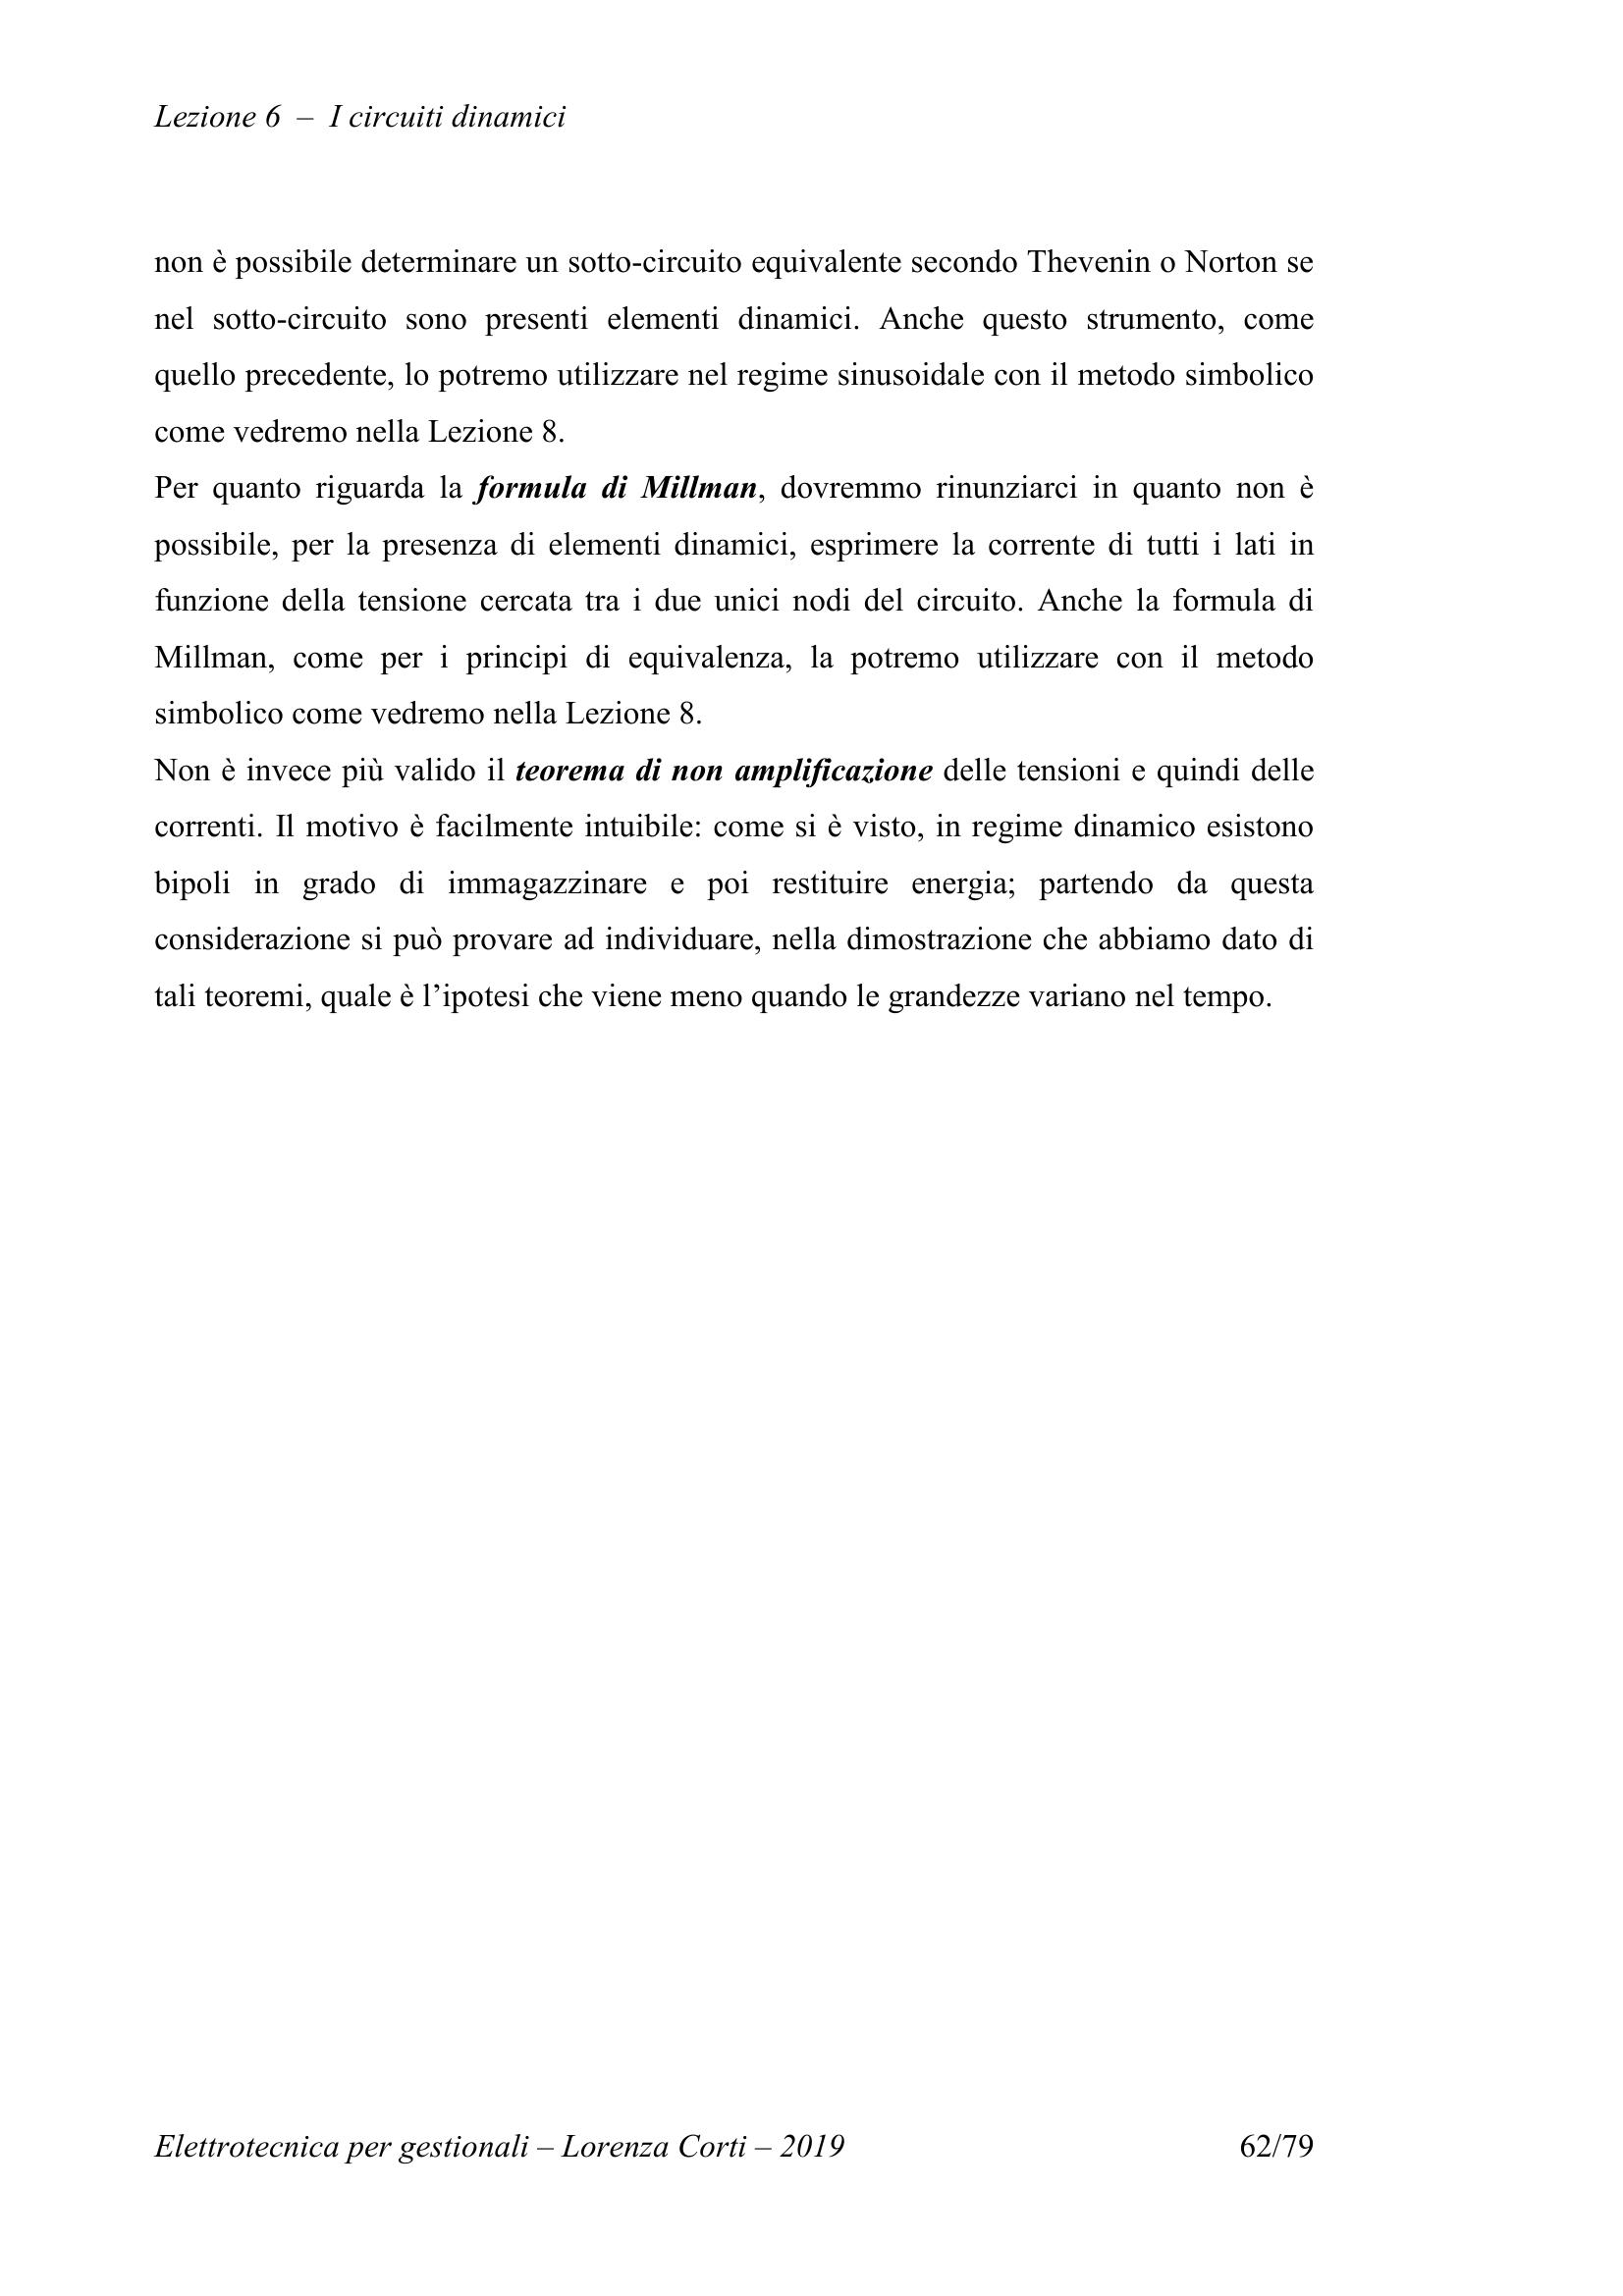 Lezione 6 – I circuiti dinamici
non è possibile determinare un sotto-circuito equivalente secondo Thevenin o Norton se
nel sotto-circuito sono presenti elementi dinamici. Anche questo strumento, come
quello precedente, lo potremo utilizzare nel regime sinusoidale con il metodo simbolico
come vedremo nella Lezione 8.
Per quanto riguarda la formula di Millman, dovremmo rinunziarci in quanto non è
possibile, per la presenza di elementi dinamici, esprimere la corrente di tutti i lati in
funzione della tensione cercata tra i due unici nodi del circuito. Anche la formula di
Millman, come per i principi di equivalenza, la potremo utilizzare con il metodo
simbolico come vedremo nella Lezione 8.
Non è invece più valido il teorema di non amplificazione delle tensioni e quindi delle
correnti. Il motivo è facilmente intuibile: come si è visto, in regime dinamico esistono
bipoli in grado di immagazzinare e poi restituire energia; partendo da questa
considerazione si può provare ad individuare, nella dimostrazione che abbiamo dato di
tali teoremi, quale è l’ipotesi che viene meno quando le grandezze variano nel tempo.
Elettrotecnica per gestionali – Lorenza Corti – 2019 62/79